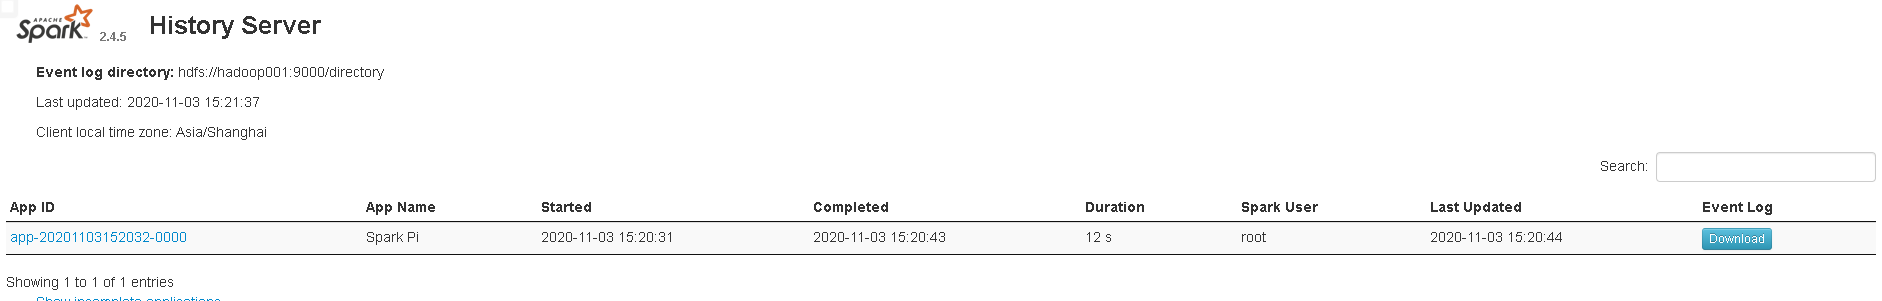 APACHE
Spark 2.4.5 History Server
Event log directory: hdfs://hadoop001:9000/directory
Last updated: 2020-11-03 15:21:37
Client local time zone: Asia/Shanghai
Search:
App ID App Name Started Completed Duration Spark User Last Updated Event Log
app-20201103152032-0000 Spark Pi 2020-11-03 15:20:31 2020-11-03 15:20:43 12 s root 2020-11-03 15:20:44 Download
Showing 1 to 1 of 1 entries
Show incomplete applications